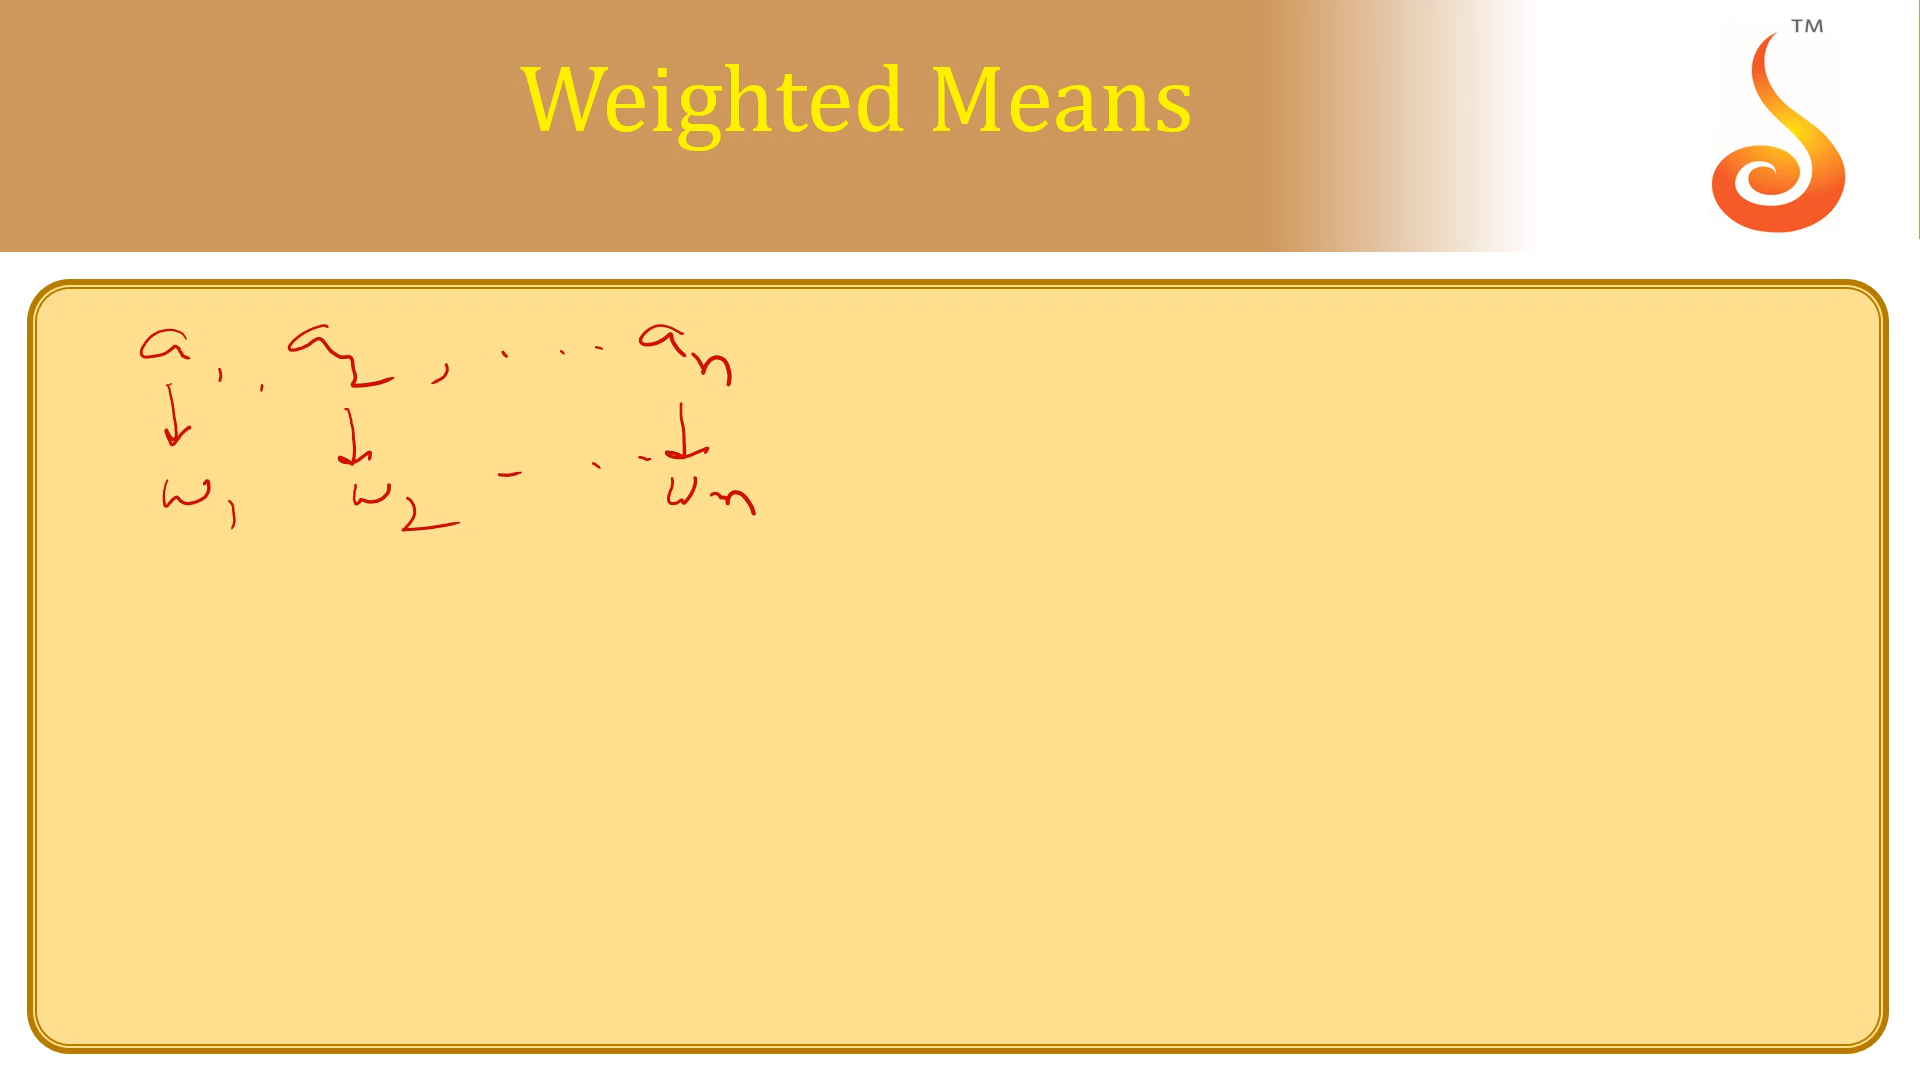 TM
Weighted Means
a₁, a₂, . . . . aₙ
↓ ↓ ↓
w₁ w₂ - . . wₙ